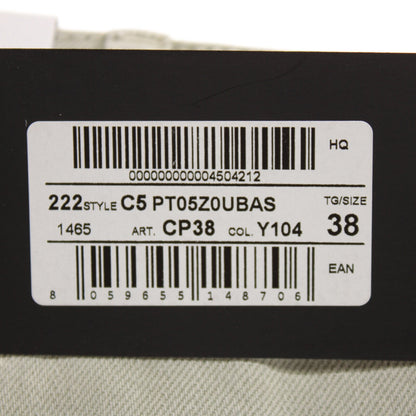 HQ
000000000004504212
222 STYLE C5 PT05Z0UBAS TG/SIZE
1465 ART. CP38 COL. Y104 38
EAN
8 059655 148706